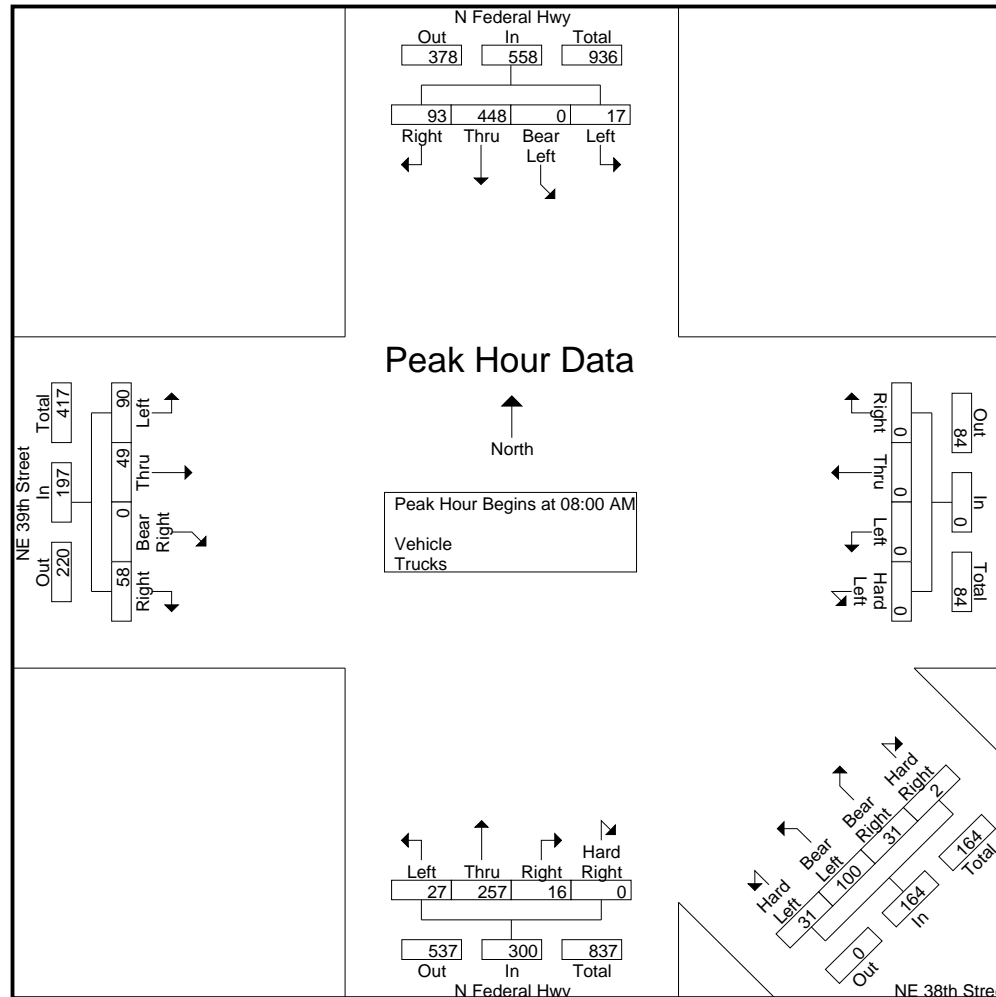 N Federal Hwy
Out In Total
378 558 936
93 448 0 17
Right Thru Bear Left Left
Peak Hour Data
North
Peak Hour Begins at 08:00 AM
Vehicle
Trucks
NE 39th Street
Total In Out
417 197 220
90 49 0 58
Left Thru Bear Right Right
Right Thru Left Hard Left
0 0 0 0
Out In Total
84 0 84
Hard Left Bear Left Bear Right Hard Right
31 100 31 2
Out In Total
0 164 164
NE 38th Stree
Left Thru Right Hard Right
27 257 16 0
537 300 837
Out In Total
N Federal Hwy